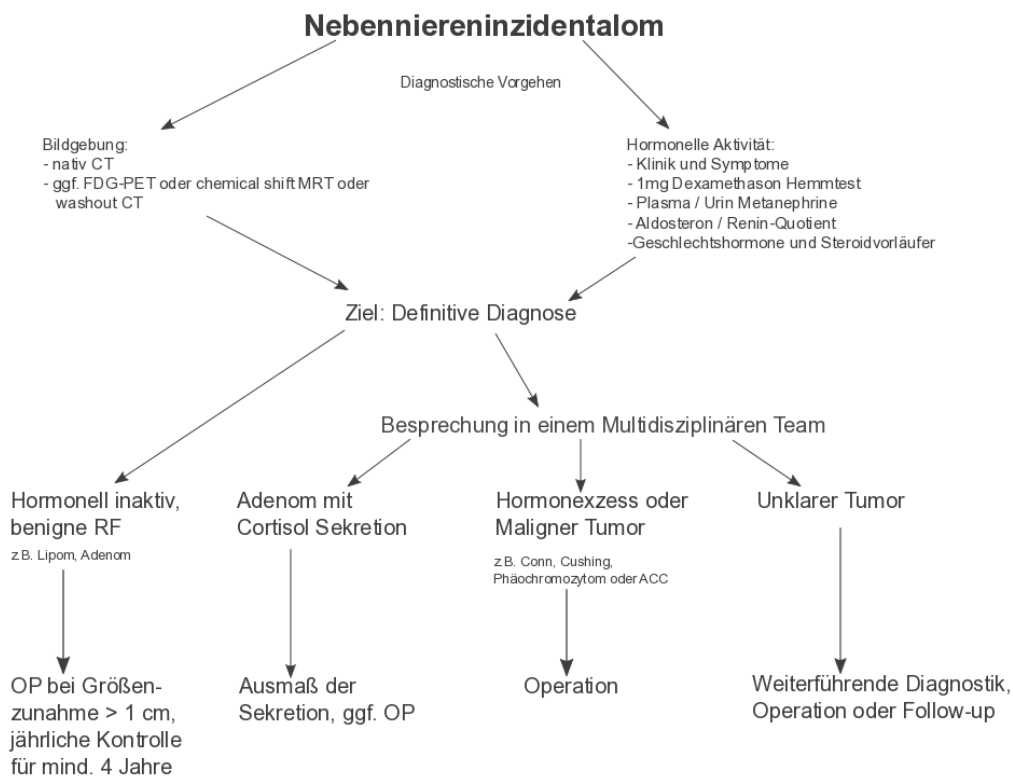 Nebenniereninzidentalom
Diagnostische Vorgehen
Bildgebung:
- nativ CT
- ggf. FDG-PET oder chemical shift MRT oder
washout CT
Hormonelle Aktivität:
- Klinik und Symptome
- 1mg Dexamethason Hemmtest
- Plasma / Urin Metanephrine
- Aldosteron / Renin-Quotient
-Geschlechtshormone und Steroidvorläufer
Ziel: Definitive Diagnose
Besprechung in einem Multidisziplinären Team
Hormonell inaktiv,
benigne RF
z.B. Lipom, Adenom
OP bei Größen-
zunahme > 1 cm,
jährliche Kontrolle
für mind. 4 Jahre
Adenom mit
Cortisol Sekretion
Ausmaß der
Sekretion, ggf. OP
Hormonexzess oder
Maligner Tumor
z.B. Conn, Cushing,
Phäochromozytom oder ACC
Operation
Unklarer Tumor
Weiterführende Diagnostik,
Operation oder Follow-up